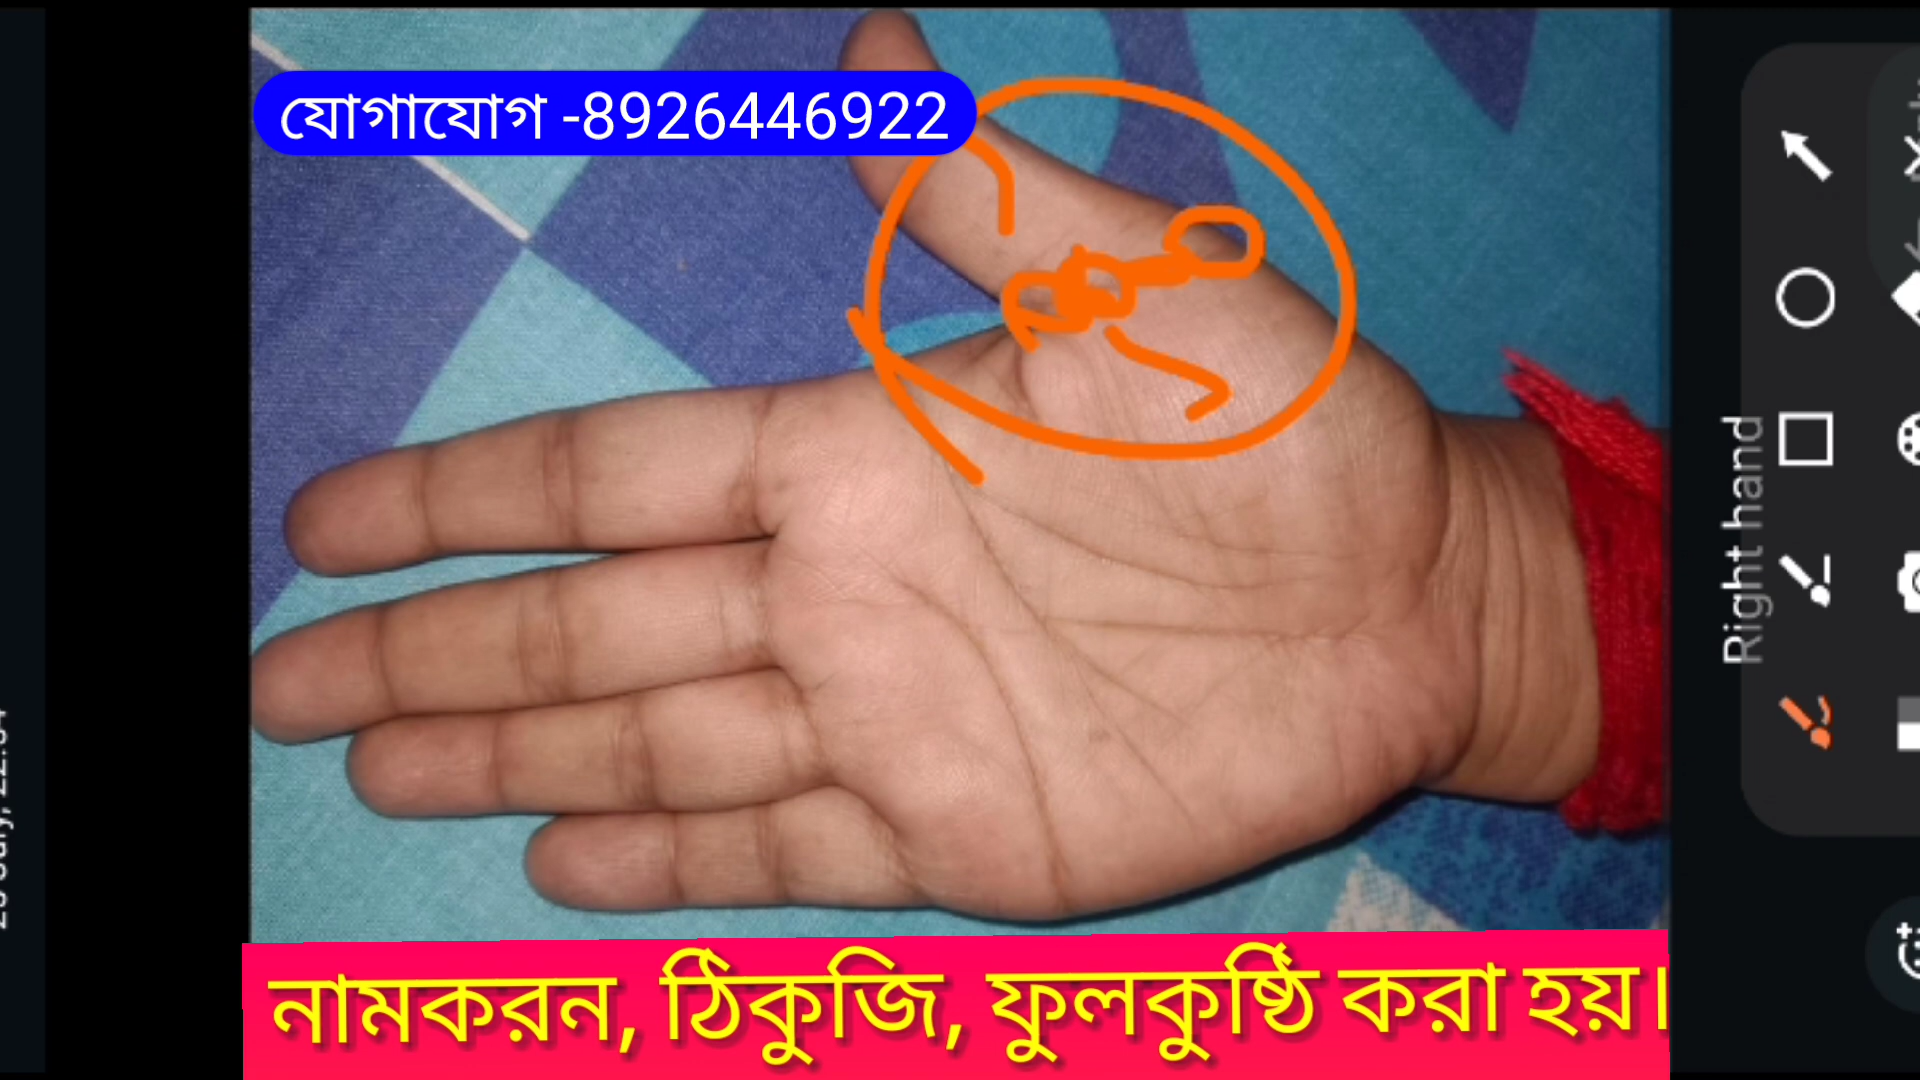 যোগাযোগ -8926446922
Right hand
নামকরন, ঠিকুজি, ফুলকুষ্ঠি করা হয়।